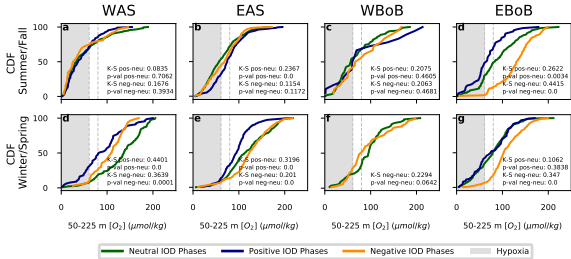 WAS EAS WBoB EBoB
CDF
Summer/Fall
100
50
0
a
K-S pos-neu: 0.0835
p-val pos-neu: 0.7062
K-S neg-neu: 0.1676
p-val neg-neu: 0.3934
b
K-S pos-neu: 0.2367
p-val pos-neu: 0.0
K-S neg-neu: 0.1154
p-val neg-neu: 0.1172
c
K-S pos-neu: 0.2075
p-val pos-neu: 0.4605
K-S neg-neu: 0.2063
p-val neg-neu: 0.4681
d
K-S pos-neu: 0.2622
p-val pos-neu: 0.0034
K-S neg-neu: 0.4415
p-val neg-neu: 0.0
CDF
Winter/Spring
100
50
0
d
K-S pos-neu: 0.4401
p-val pos-neu: 0.0
K-S neg-neu: 0.3639
p-val neg-neu: 0.0001
e
K-S pos-neu: 0.3196
p-val pos-neu: 0.0
K-S neg-neu: 0.201
p-val neg-neu: 0.0
f
K-S neg-neu: 0.2294
p-val neg-neu: 0.0642
g
K-S pos-neu: 0.1062
p-val pos-neu: 0.3838
K-S neg-neu: 0.347
p-val neg-neu: 0.0
0 100 200 0 100 200 0 100 200 0 100 200
50-225 m [O₂] (μmol/kg) 50-225 m [O₂] (μmol/kg) 50-225 m [O₂] (μmol/kg) 50-225 m [O₂] (μmol/kg)
Neutral IOD Phases Positive IOD Phases Negative IOD Phases Hypoxia